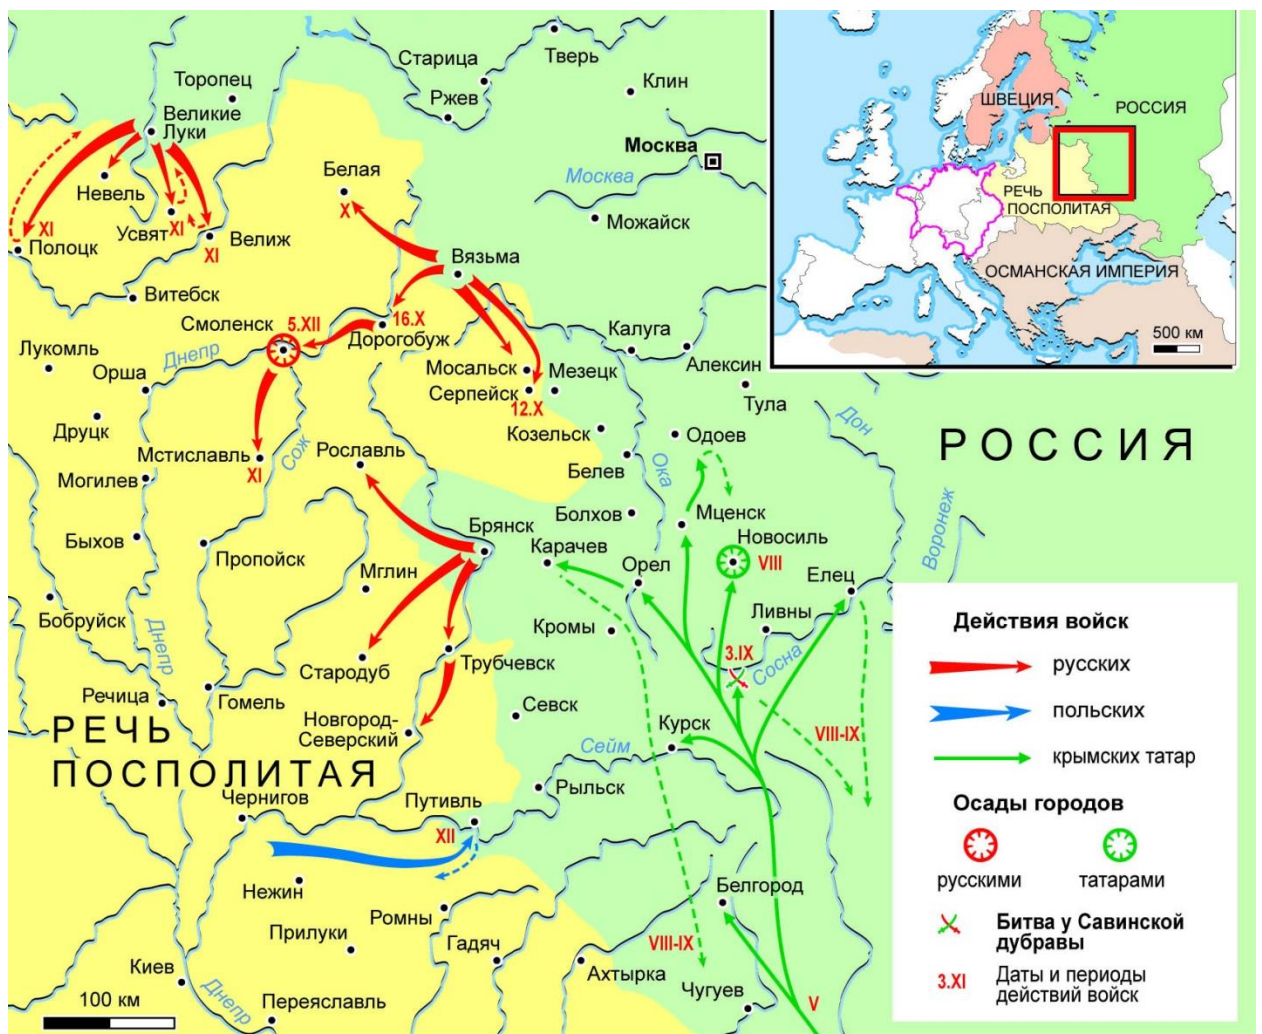 Старица
Тверь
Торопец
Клин
Ржев
Великие
Луки
Москва
Белая
Москва
Невель
X
Можайск
XI
Усвят
XI
Велиж
Полоцк
XI
Вязьма
Витебск
Смоленск
5.XII
16.X
Дорогобуж
Калуга
Лукомль
Днепр
Орша
Мосальск
Мезецк
Алексин
Серпейск
Тула
12.X
Друцк
Козельск
Одоев
Дон
Мстиславль
Сож
Рославль
Белев
Ока
РОССИЯ
Могилев
XI
Болхов
Мценск
Воронеж
Быхов
Пропойск
Брянск
Карачев
Новосиль
VIII
Мглин
Орел
Елец
Бобруйск
Днепр
Кромы
Ливны
3.IX
Сосна
Стародуб
Трубчевск
Речица
Гомель
Новгород-
Северский
Севск
Курск
VIII-IX
РЕЧЬ
ПОСПОЛИТАЯ
Сейм
Чернигов
Путивль
Рыльск
XII
Нежин
Белгород
Ромны
Прилуки
Гадяч
VIII-IX
Киев
Ахтырка
Чугуев
V
Днепр
Переяславль
100 км
ШВЕЦИЯ
РОССИЯ
РЕЧЬ
ПОСПОЛИТАЯ
ОСМАНСКАЯ ИМПЕРИЯ
500 км
Действия войск
русских
польских
крымских татар
Осады городов
русскими
татарами
Битва у Савинской
дубравы
3.XI
Даты и периоды
действий войск